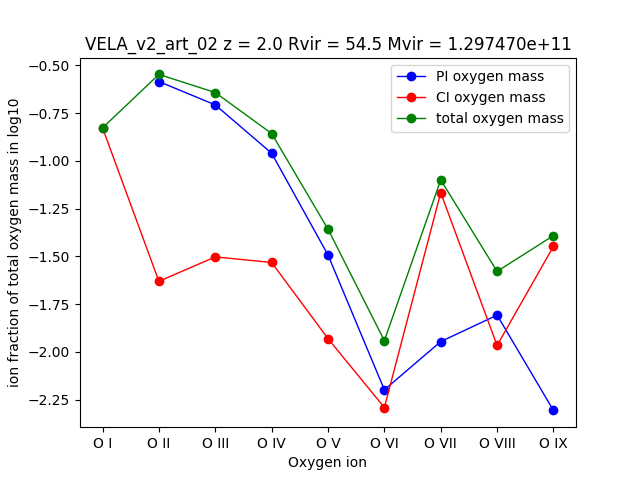 VELA_v2_art_02 z = 2.0 Rvir = 54.5 Mvir = 1.297470e+11
ion fraction of total oxygen mass in log10
−0.50
−0.75
−1.00
−1.25
−1.50
−1.75
−2.00
−2.25
PI oxygen mass
CI oxygen mass
total oxygen mass
O I O II O III O IV O V O VI O VII O VIII O IX
Oxygen ion